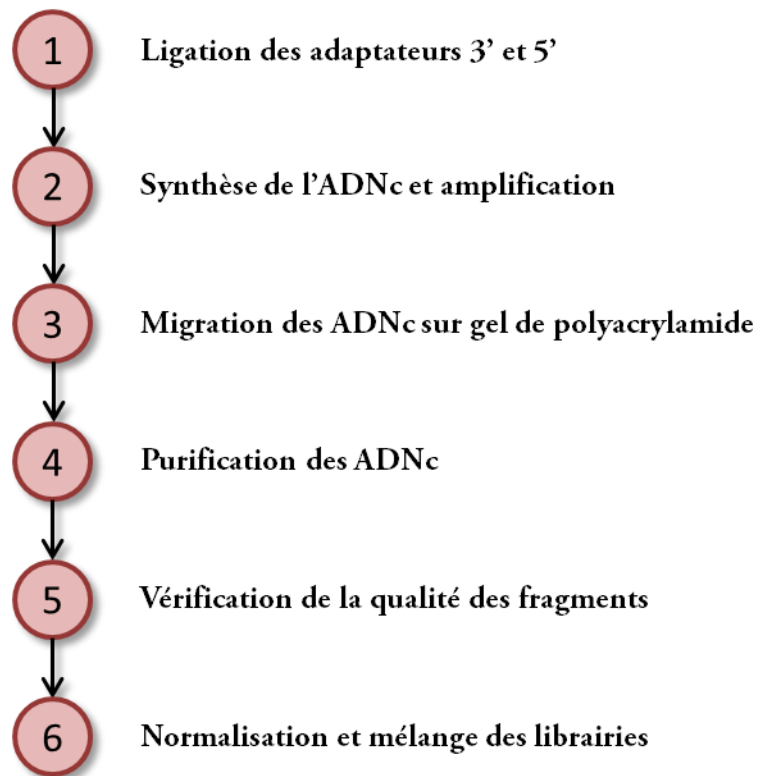 1 Ligation des adaptateurs 3’ et 5’
2 Synthèse de l’ADNc et amplification
3 Migration des ADNc sur gel de polyacrylamide
4 Purification des ADNc
5 Vérification de la qualité des fragments
6 Normalisation et mélange des librairies